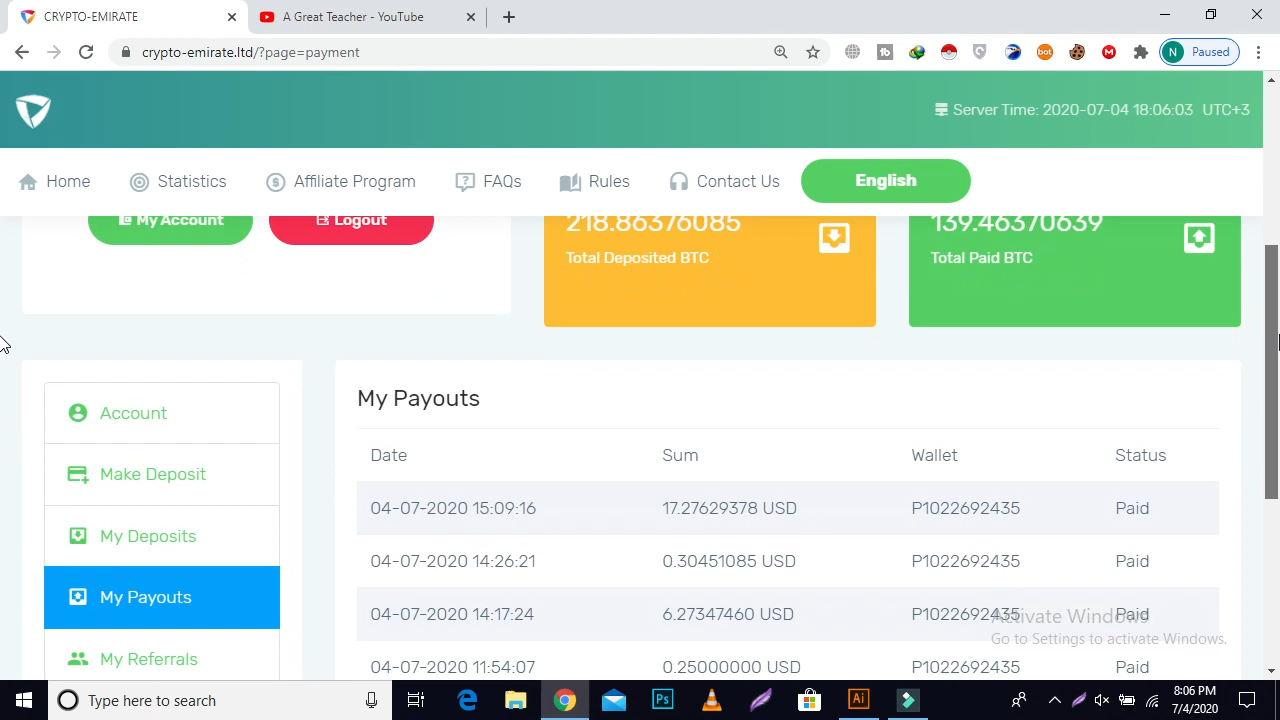 CRYPTO-EMIRATE
A Great Teacher - YouTube
crypto-emirate.ltd/?page=payment
N Paused
Server Time: 2020-07-04 18:06:03 UTC+3
Home Statistics Affiliate Program FAQs Rules Contact Us English
My Account Logout
218.86376085
Total Deposited BTC
139.46370639
Total Paid BTC
Account
Make Deposit
My Deposits
My Payouts
My Referrals
My Payouts
Date Sum Wallet Status
04-07-2020 15:09:16 17.27629378 USD P1022692435 Paid
04-07-2020 14:26:21 0.30451085 USD P1022692435 Paid
04-07-2020 14:17:24 6.27347460 USD P1022692435 Paid
04-07-2020 11:54:07 0.25000000 USD P1022692435 Paid
Activate Windows
Go to Settings to activate Windows.
Type here to search
8:06 PM
7/4/2020